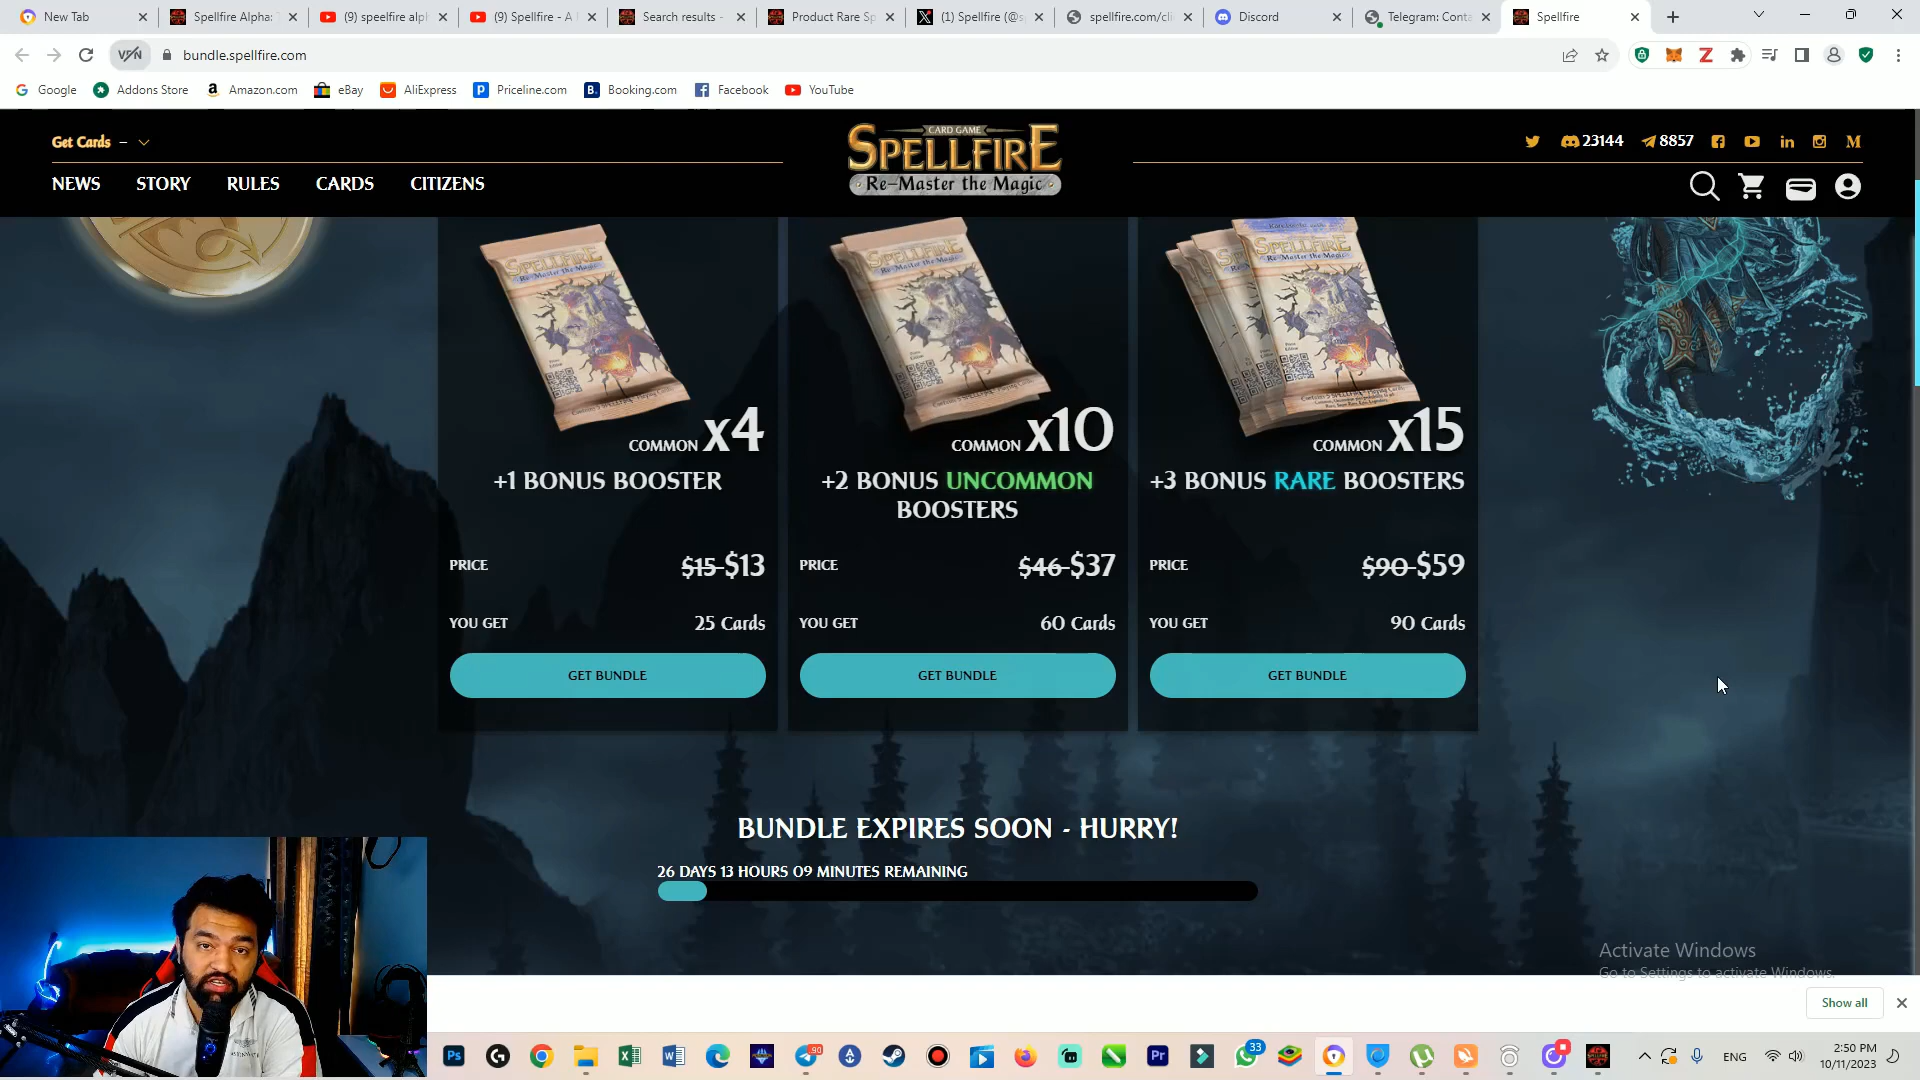 New Tab
Spellfire Alpha:
(9) speelfire alph
(9) Spellfire - A
Search results -
Product Rare Sp
(1) Spellfire (@s
spellfire.com/cli
Discord
Telegram: Conta
Spellfire
VPN
bundle.spellfire.com
Google
Addons Store
Amazon.com
eBay
AliExpress
Priceline.com
Booking.com
Facebook
YouTube
Get Cards –
CARD GAME
SPELLFIRE
Re-Master the Magic
23144
8857
NEWS
STORY
RULES
CARDS
CITIZENS
COMMON x4
+1 BONUS BOOSTER
PRICE
$15 $13
YOU GET
25 Cards
GET BUNDLE
COMMON x10
+2 BONUS UNCOMMON
BOOSTERS
PRICE
$46 $37
YOU GET
60 Cards
GET BUNDLE
COMMON x15
+3 BONUS RARE BOOSTERS
PRICE
$90 $59
YOU GET
90 Cards
GET BUNDLE
BUNDLE EXPIRES SOON - HURRY!
26 DAYS 13 HOURS 09 MINUTES REMAINING
Activate Windows
Go to Settings to activate Windows.
Show all
90
33
ENG
2:50 PM
10/11/2023